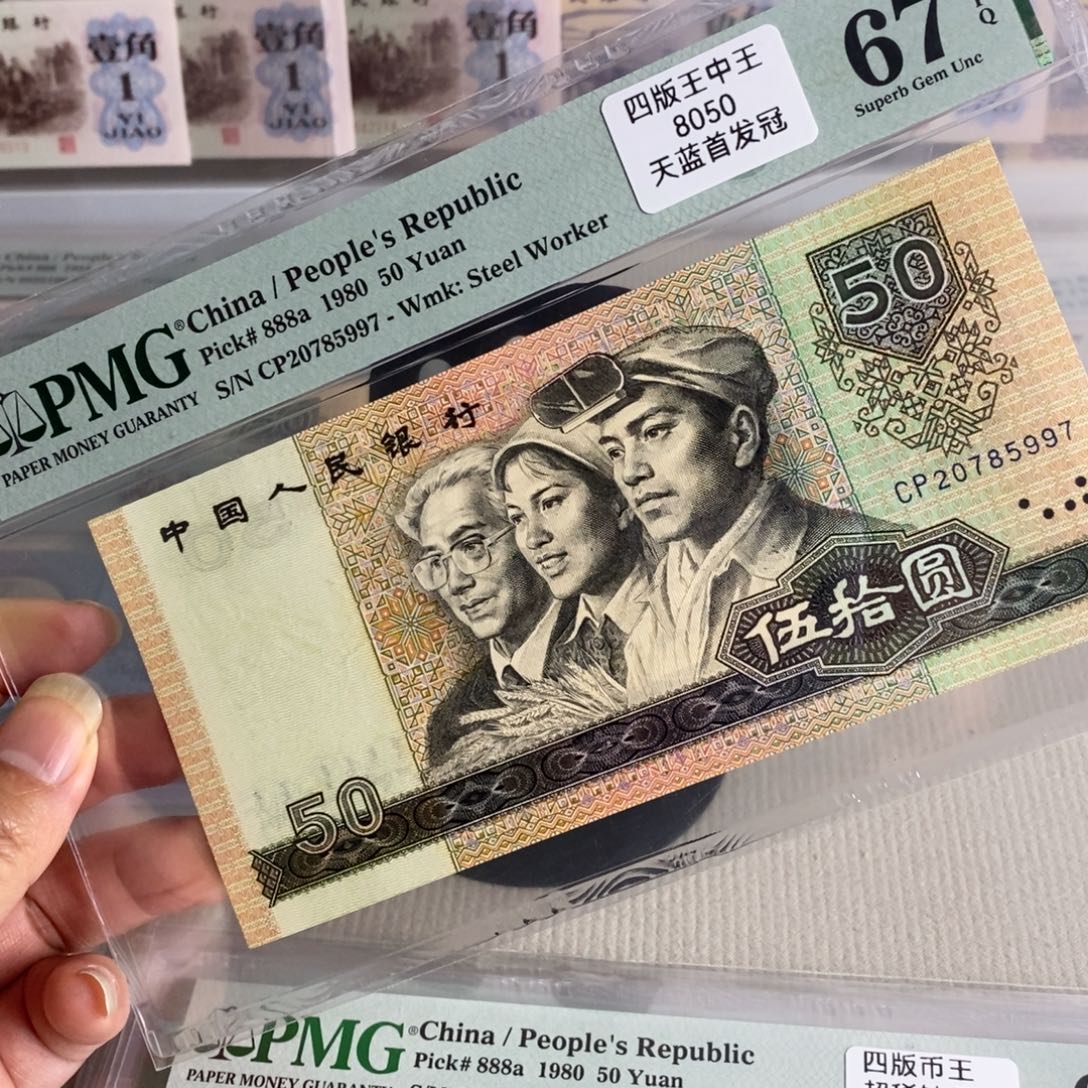 銀行
壹角
1
YI
JIAO
壹角
1
YI
JIAO
壹角
1
67
PQ
Superb Gem Unc
四版王中王
8050
天蓝首发冠
PMG®
PAPER MONEY GUARANTY
China / People's Republic
Pick# 888a 1980 50 Yuan
S/N CP20785997 - Wmk: Steel Worker
中国人民银行
50
CP20785997
伍拾圆
50
PMG®
PAPER MONEY GUARANTY
China / People's Republic
Pick# 888a 1980 50 Yuan
四版币王